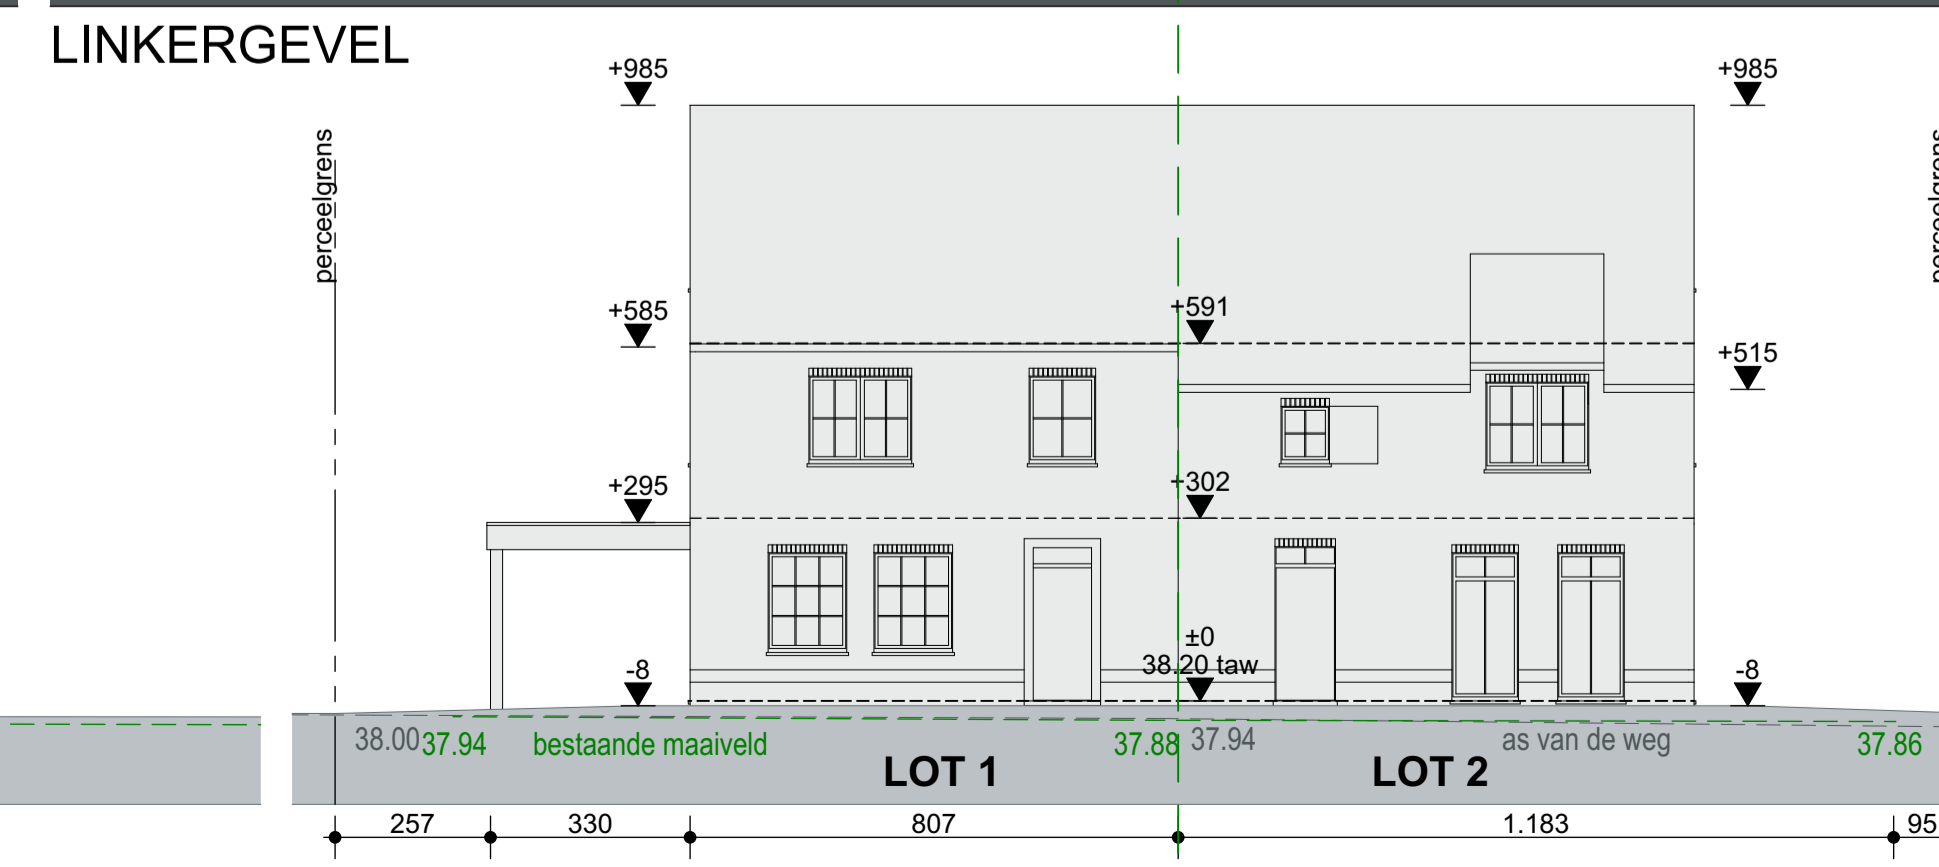 LINKERGEVEL
+985
+985
perceelgrens
perceelgrens
+585
+591
+515
+295
+302
-8
±0
38.20 taw
-8
38.00
37.94
bestaande maaiveld
37.88
37.94
as van de weg
37.86
LOT 1
LOT 2
257
330
807
1.183
95